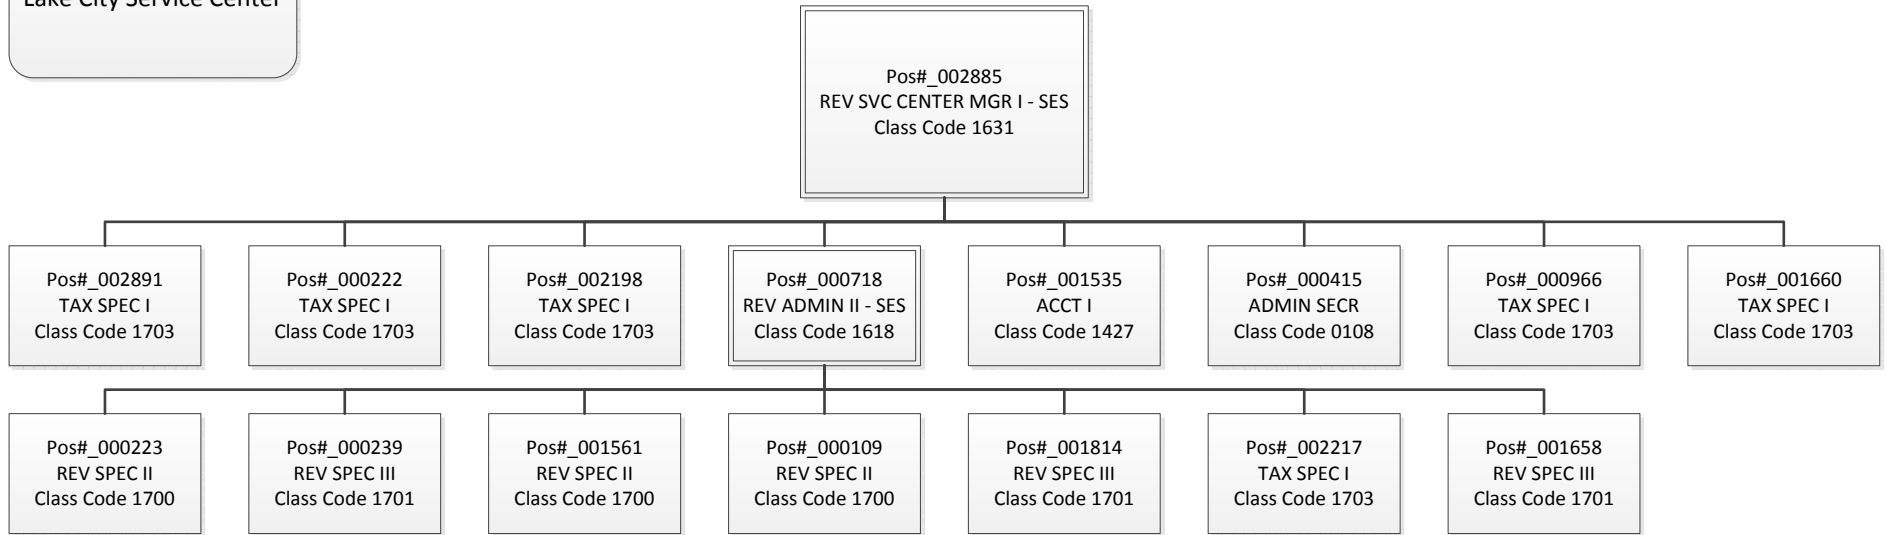 Lake City Service Center
Pos#_002885
REV SVC CENTER MGR I - SES
Class Code 1631
Pos#_002891
TAX SPEC I
Class Code 1703
Pos#_000222
TAX SPEC I
Class Code 1703
Pos#_002198
TAX SPEC I
Class Code 1703
Pos#_000718
REV ADMIN II - SES
Class Code 1618
Pos#_001535
ACCT I
Class Code 1427
Pos#_000415
ADMIN SECR
Class Code 0108
Pos#_000966
TAX SPEC I
Class Code 1703
Pos#_001660
TAX SPEC I
Class Code 1703
Pos#_000223
REV SPEC II
Class Code 1700
Pos#_000239
REV SPEC III
Class Code 1701
Pos#_001561
REV SPEC II
Class Code 1700
Pos#_000109
REV SPEC II
Class Code 1700
Pos#_001814
REV SPEC III
Class Code 1701
Pos#_002217
TAX SPEC I
Class Code 1703
Pos#_001658
REV SPEC III
Class Code 1701